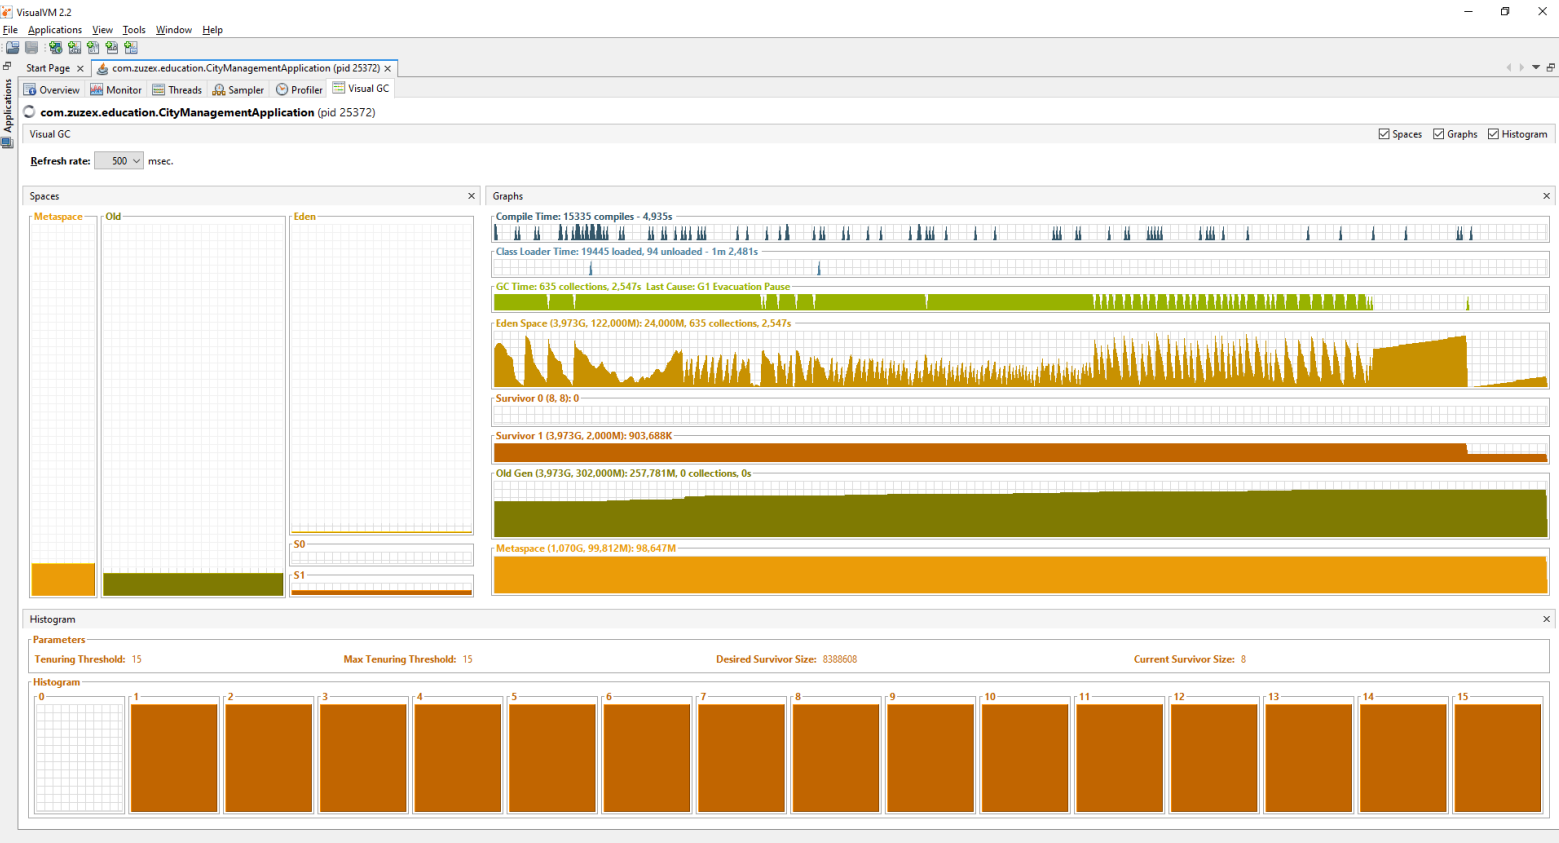 VisualVM 2.2
File Applications View Tools Window Help
Start Page com.zuzex.education.CityManagementApplication (pid 25372)
Applications
Overview Monitor Threads Sampler Profiler Visual GC
com.zuzex.education.CityManagementApplication (pid 25372)
Visual GC Spaces Graphs Histogram
Refresh rate: 500 msec.
Spaces
Metaspace Old Eden
S0
S1
Graphs
Compile Time: 15335 compiles - 4,935s
Class Loader Time: 19445 loaded, 94 unloaded - 1m 2,481s
GC Time: 635 collections, 2,547s Last Cause: G1 Evacuation Pause
Eden Space (3,973G, 122,000M): 24,000M, 635 collections, 2,547s
Survivor 0 (8, 8): 0
Survivor 1 (3,973G, 2,000M): 903,688K
Old Gen (3,973G, 302,000M): 257,781M, 0 collections, 0s
Metaspace (1,070G, 99,812M): 98,647M
Histogram
Parameters
Tenuring Threshold: 15 Max Tenuring Threshold: 15 Desired Survivor Size: 8388608 Current Survivor Size: 8
Histogram
0 1 2 3 4 5 6 7 8 9 10 11 12 13 14 15